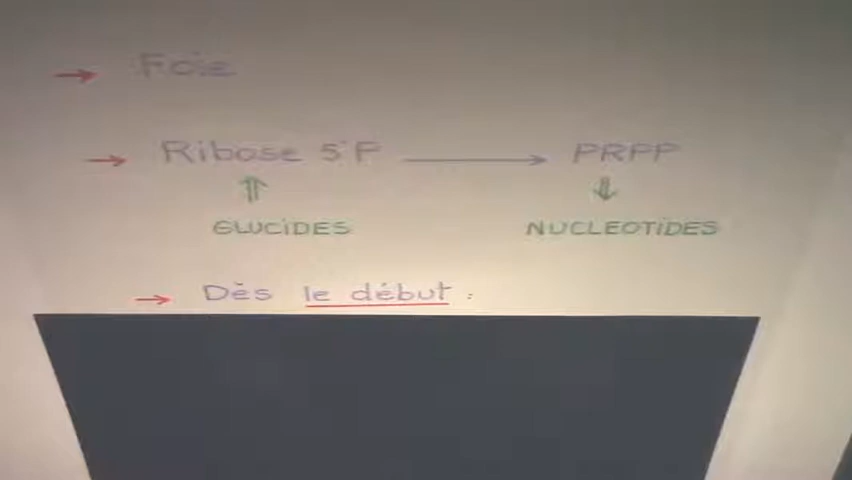 → Foie
→ Ribose 5'P → PRPP
⇑ ⇓
GLUCIDES NUCLEOTIDES
→ Dès le début :